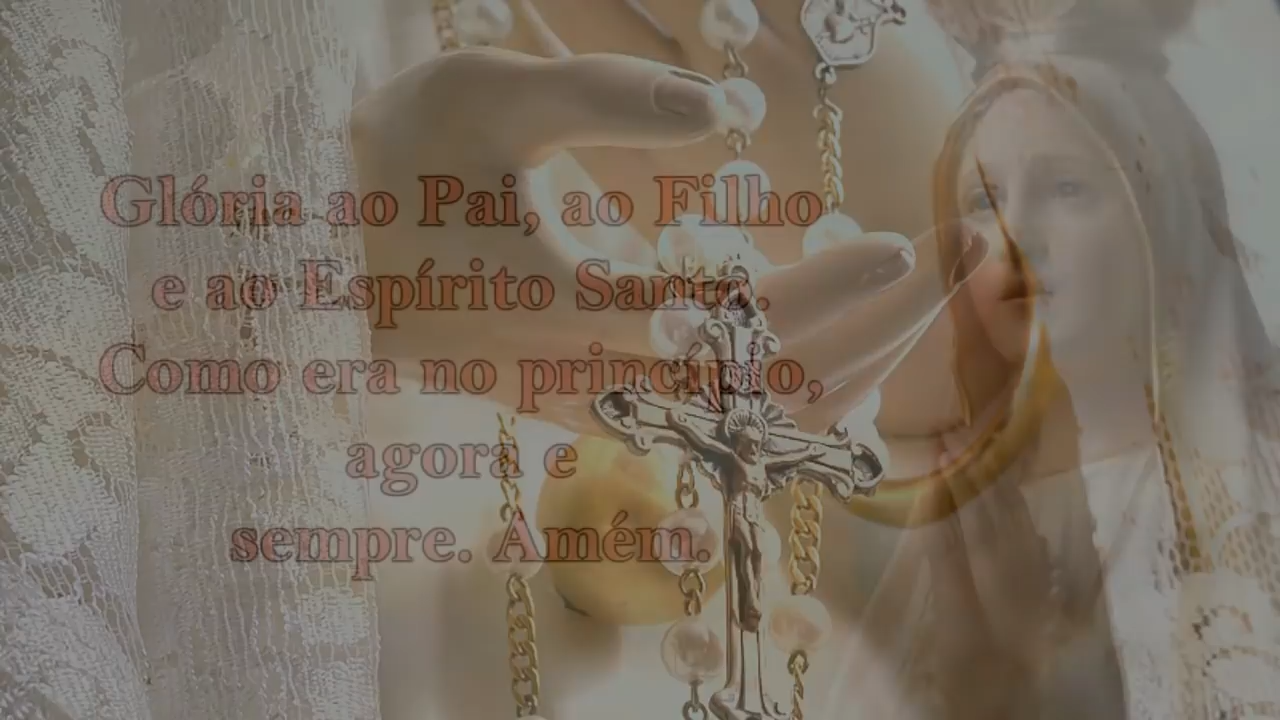 Glória ao Pai, ao Filho
e ao Espírito Santo.
Como era no princípio,
agora e
sempre. Amém.